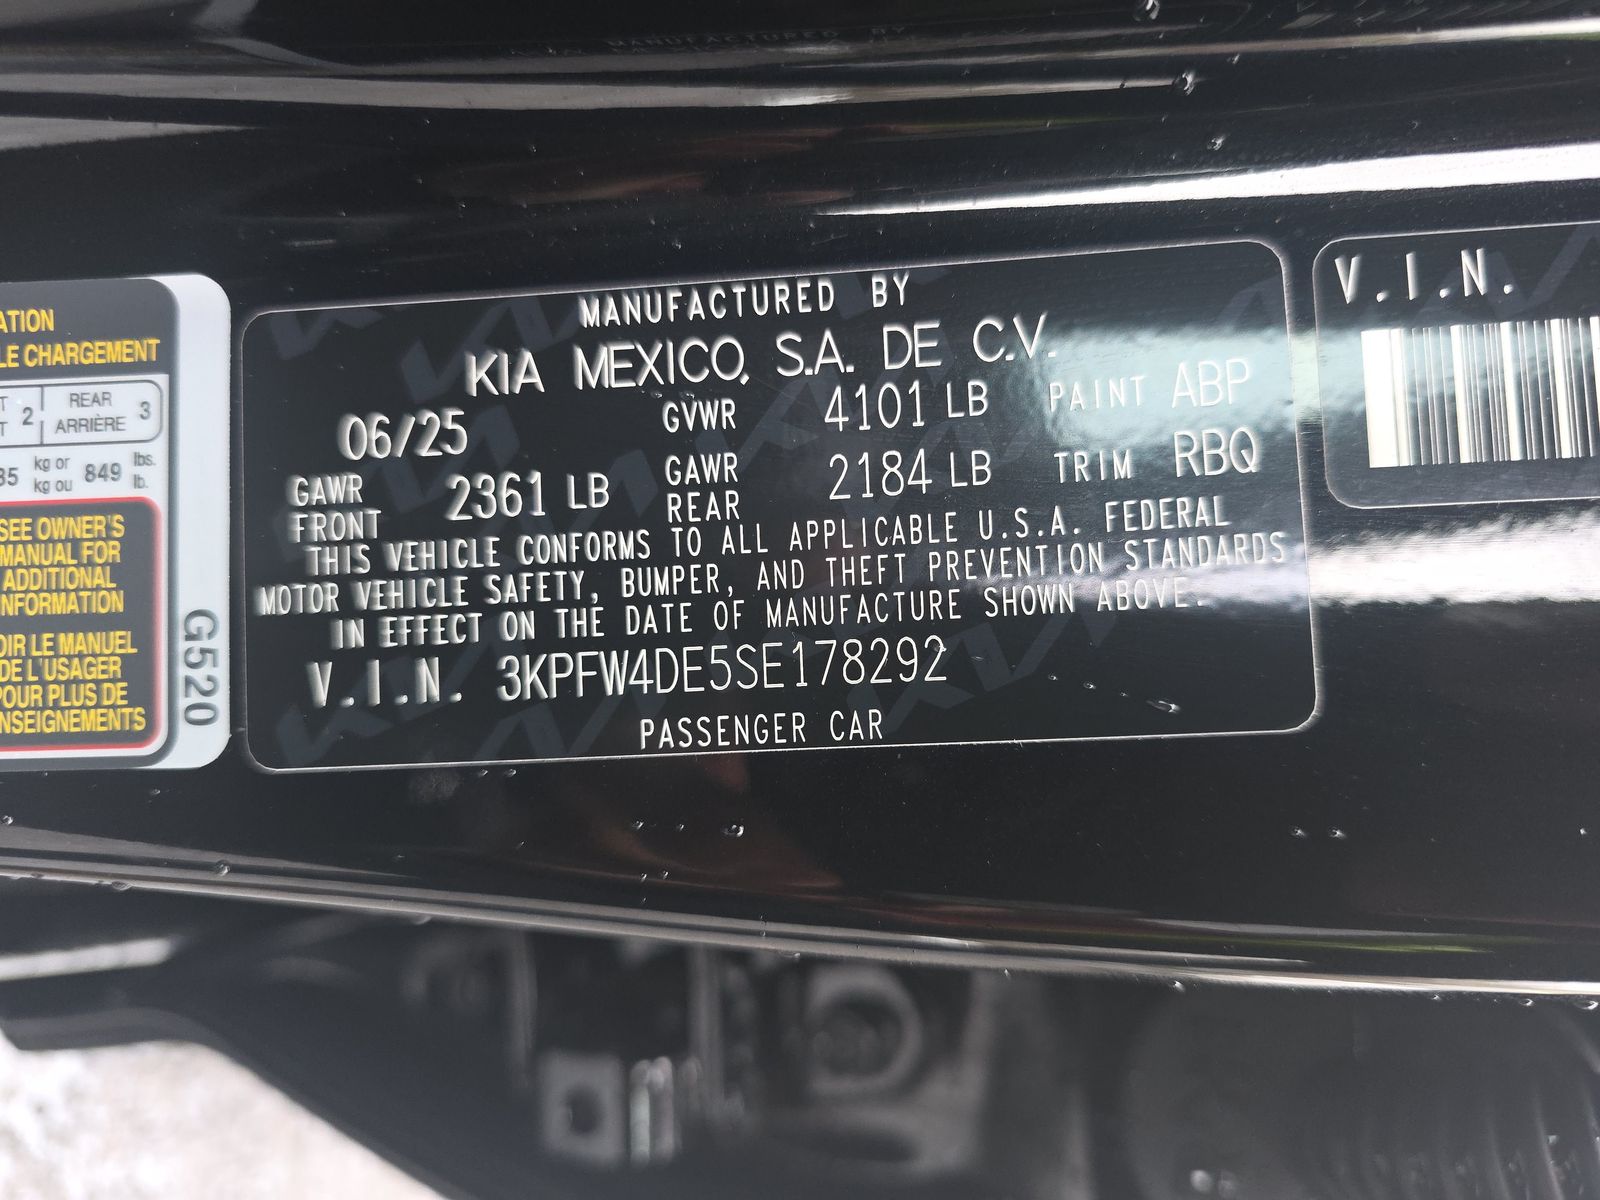 ATION
LE CHARGEMENT
2 REAR 3
ARRIÈRE
kg or 849 lbs.
kg ou lb.
SEE OWNER'S
MANUAL FOR
ADDITIONAL
INFORMATION
OIR LE MANUEL
DE L'USAGER
POUR PLUS DE
NSEIGNEMENTS
G520
MANUFACTURED BY
KIA MEXICO, S.A. DE C.V.
06/25 GVWR 4101 LB PAINT ABP
GAWR FRONT 2361 LB GAWR REAR 2184 LB TRIM RBQ
THIS VEHICLE CONFORMS TO ALL APPLICABLE U.S.A. FEDERAL
MOTOR VEHICLE SAFETY, BUMPER, AND THEFT PREVENTION STANDARDS
IN EFFECT ON THE DATE OF MANUFACTURE SHOWN ABOVE.
V.I.N. 3KPFW4DE5SE178292
PASSENGER CAR
V.I.N.